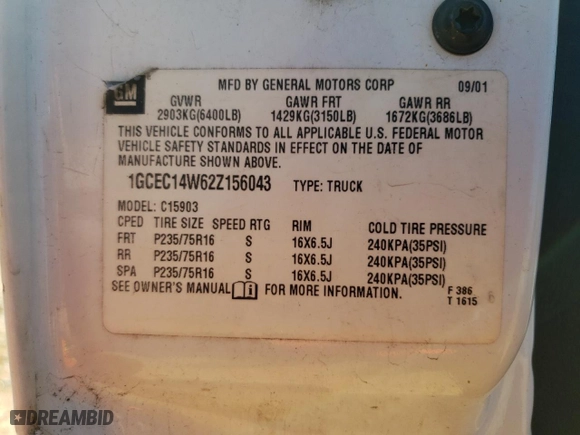 GM
MFD BY GENERAL MOTORS CORP 09/01
GVWR GAWR FRT GAWR RR
2903KG(6400LB) 1429KG(3150LB) 1672KG(3686LB)
THIS VEHICLE CONFORMS TO ALL APPLICABLE U.S. FEDERAL MOTOR
VEHICLE SAFETY STANDARDS IN EFFECT ON THE DATE OF
MANUFACTURE SHOWN ABOVE.
1GCEC14W62Z156043 TYPE: TRUCK
MODEL: C15903
CPED TIRE SIZE SPEED RTG RIM COLD TIRE PRESSURE
FRT P235/75R16 S 16X6.5J 240KPA(35PSI)
RR P235/75R16 S 16X6.5J 240KPA(35PSI)
SPA P235/75R16 S 16X6.5J 240KPA(35PSI)
SEE OWNER'S MANUAL FOR MORE INFORMATION.
F 386
T 1615
DREAMBID